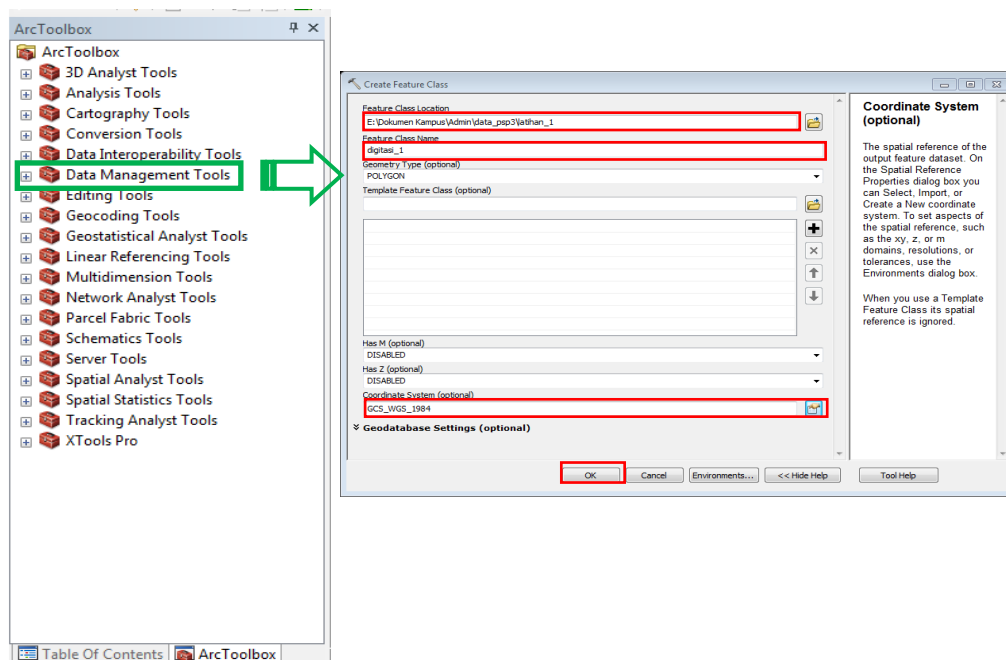 ArcToolbox
ArcToolbox
3D Analyst Tools
Analysis Tools
Cartography Tools
Conversion Tools
Data Interoperability Tools
Data Management Tools
Editing Tools
Geocoding Tools
Geostatistical Analyst Tools
Linear Referencing Tools
Multidimension Tools
Network Analyst Tools
Parcel Fabric Tools
Schematics Tools
Server Tools
Spatial Analyst Tools
Spatial Statistics Tools
Tracking Analyst Tools
XTools Pro
Table Of Contents
ArcToolbox
Create Feature Class
Feature Class Location
E:\Dokumen Kampus\Admin\data_psp3\latihan_1
Feature Class Name
digitasi_1
Geometry Type (optional)
POLYGON
Template Feature Class (optional)
Has M (optional)
DISABLED
Has Z (optional)
DISABLED
Coordinate System (optional)
GCS_WGS_1984
Geodatabase Settings (optional)
OK
Cancel
Environments...
<< Hide Help
Tool Help
Coordinate System
(optional)
The spatial reference of the
output feature dataset. On
the Spatial Reference
Properties dialog box you
can Select, Import, or
Create a New coordinate
system. To set aspects of
the spatial reference, such
as the xy, z, or m
domains, resolutions, or
tolerances, use the
Environments dialog box.
When you use a Template
Feature Class its spatial
reference is ignored.